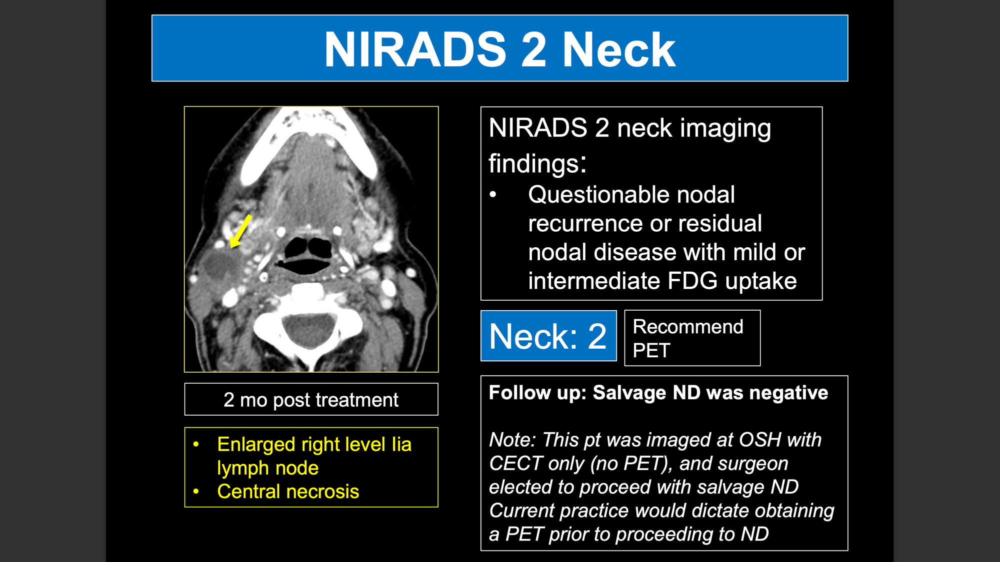 NIRADS 2 Neck
NIRADS 2 neck imaging
findings:
• Questionable nodal
recurrence or residual
nodal disease with mild or
intermediate FDG uptake
Neck: 2
Recommend
PET
2 mo post treatment
• Enlarged right level Iia
lymph node
• Central necrosis
Follow up: Salvage ND was negative
Note: This pt was imaged at OSH with
CECT only (no PET), and surgeon
elected to proceed with salvage ND
Current practice would dictate obtaining
a PET prior to proceeding to ND